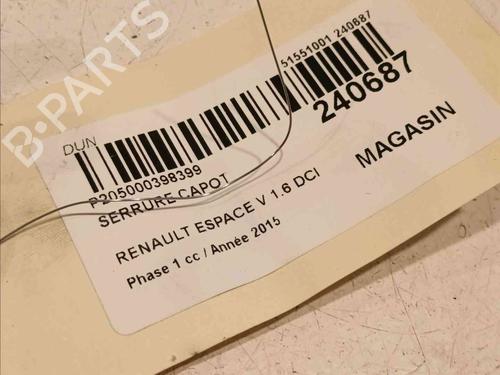 B-PARTS
DUN
51551001 240687
240687
P205000398399
SERRURE CAPOT
MAGASIN
RENAULT ESPACE V 1.6 DCI
Phase 1 cc / Année 2015